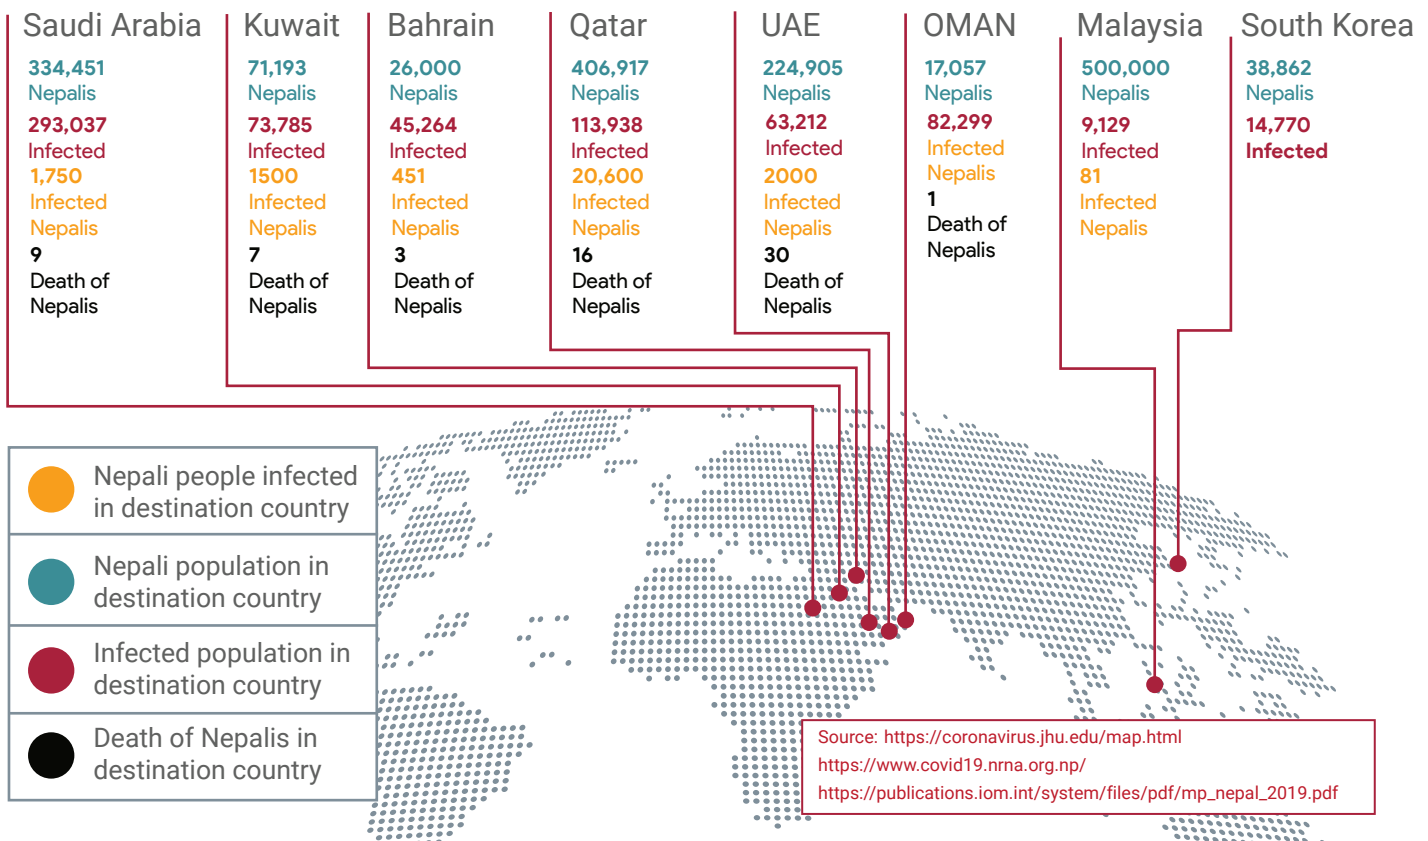 Saudi Arabia
334,451
Nepalis
293,037
Infected
1,750
Infected
Nepalis
9
Death of
Nepalis
Kuwait
71,193
Nepalis
73,785
Infected
1500
Infected
Nepalis
7
Death of
Nepalis
Bahrain
26,000
Nepalis
45,264
Infected
451
Infected
Nepalis
3
Death of
Nepalis
Qatar
406,917
Nepalis
113,938
Infected
20,600
Infected
Nepalis
16
Death of
Nepalis
UAE
224,905
Nepalis
63,212
Infected
2000
Infected
Nepalis
30
Death of
Nepalis
OMAN
17,057
Nepalis
82,299
Infected
Nepalis
1
Death of
Nepalis
Malaysia
500,000
Nepalis
9,129
Infected
81
Infected
Nepalis
South Korea
38,862
Nepalis
14,770
Infected
Nepali people infected
in destination country
Nepali population in
destination country
Infected population in
destination country
Death of Nepalis in
destination country
Source: https://coronavirus.jhu.edu/map.html
https://www.covid19.nrna.org.np/
https://publications.iom.int/system/files/pdf/mp_nepal_2019.pdf